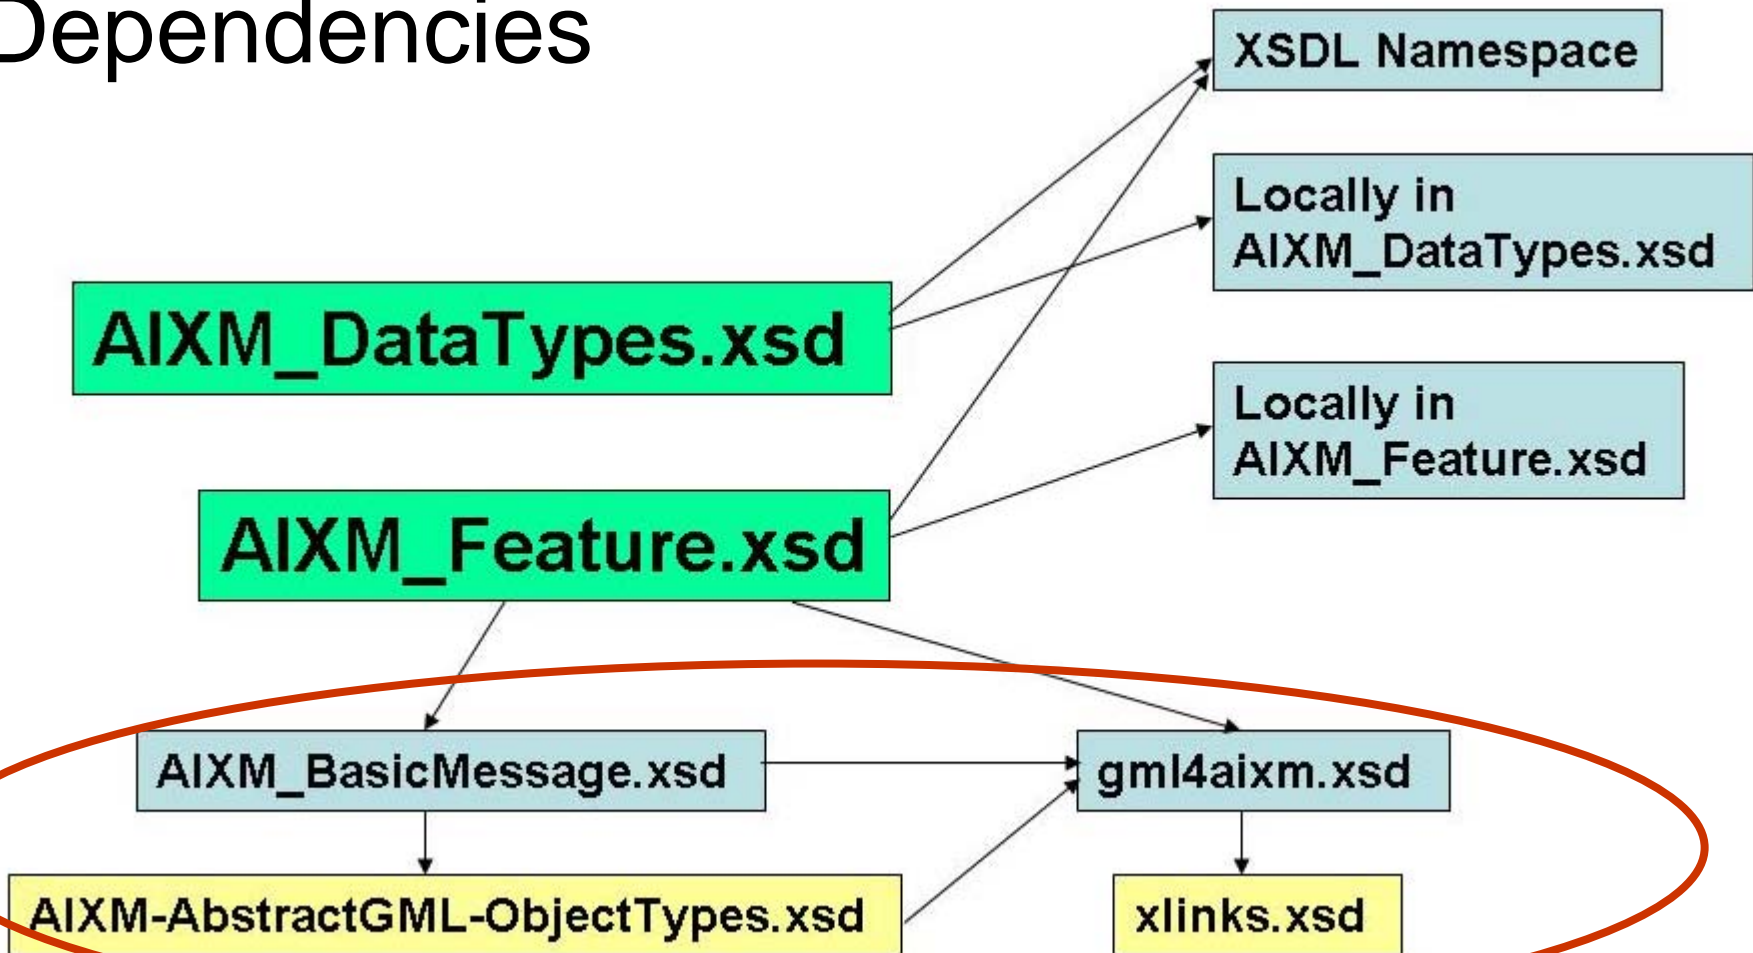 Dependencies
XSDL Namespace
Locally in
AIXM_DataTypes.xsd
AIXM_DataTypes.xsd
Locally in
AIXM_Feature.xsd
AIXM_Feature.xsd
AIXM_BasicMessage.xsd
gml4aixm.xsd
AIXM-AbstractGML-ObjectTypes.xsd
xlinks.xsd